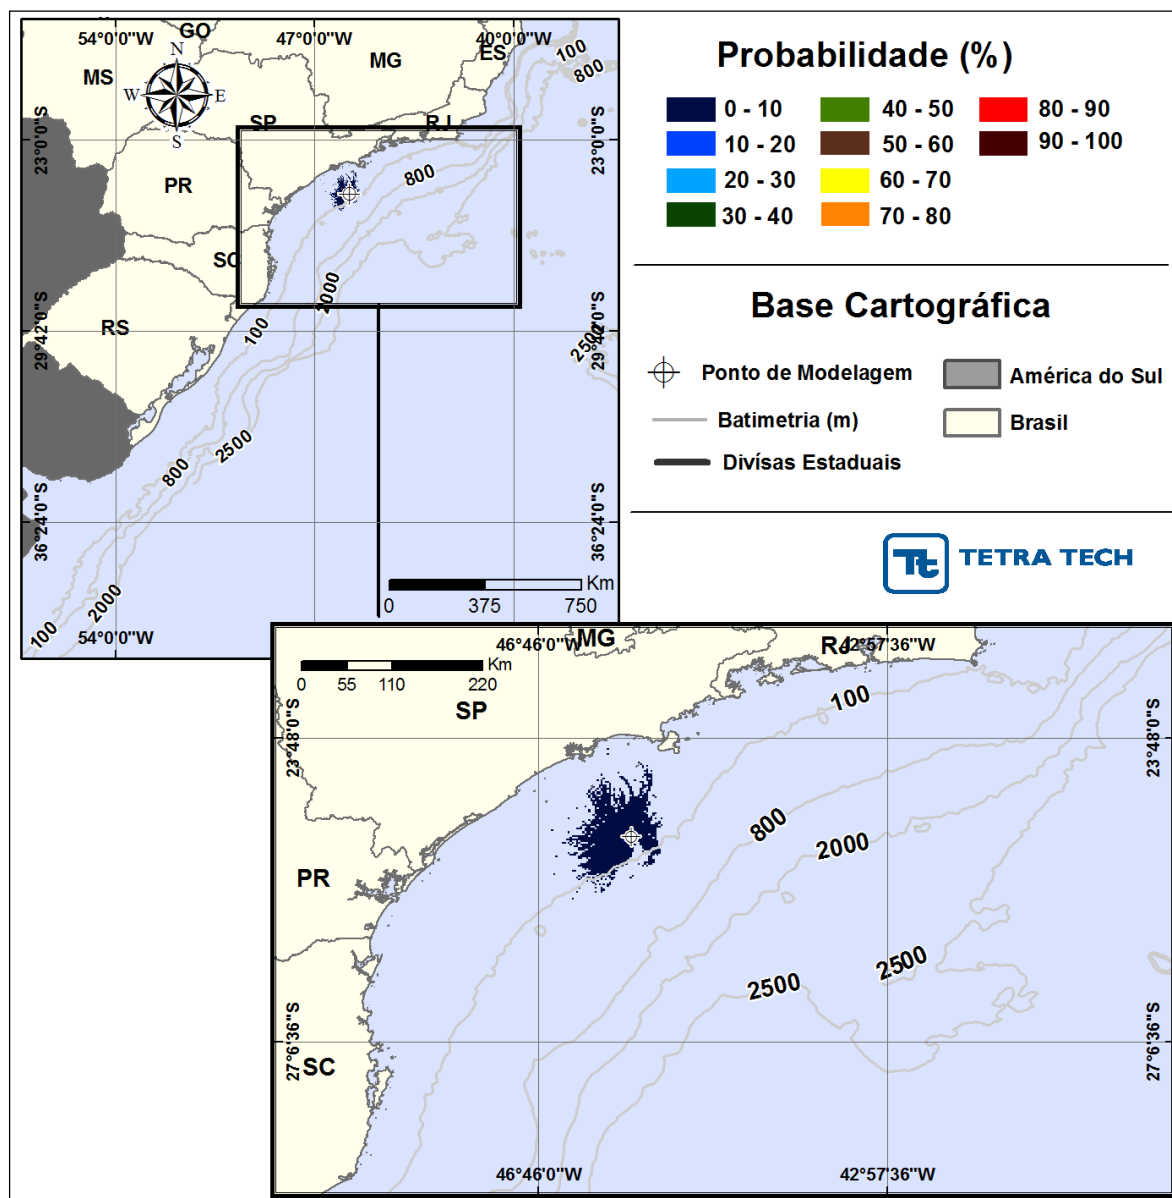 54°0'0"W
47°0'0"W
40°0'0"W
GO
MG
ES
MS
N
W
E
S
100
800
SP
RJ
23°0'0"S
23°0'0"S
PR
800
SC
2000
RS
100
29°42'0"S
29°42'0"S
2500
800
2500
36°24'0"S
36°24'0"S
2000
100
54°0'0"W
Km
0
375
750
Probabilidade (%)
0 - 10
40 - 50
80 - 90
10 - 20
50 - 60
90 - 100
20 - 30
60 - 70
30 - 40
70 - 80
Base Cartográfica
Ponto de Modelagem
América do Sul
Batimetria (m)
Brasil
Divísas Estaduais
Tt
TETRA TECH
46°46'0"W
MG
RJ
42°57'36"W
Km
0
55
110
220
SP
100
23°48'0"S
23°48'0"S
800
2000
PR
2500
2500
27°6'36"S
27°6'36"S
SC
46°46'0"W
42°57'36"W